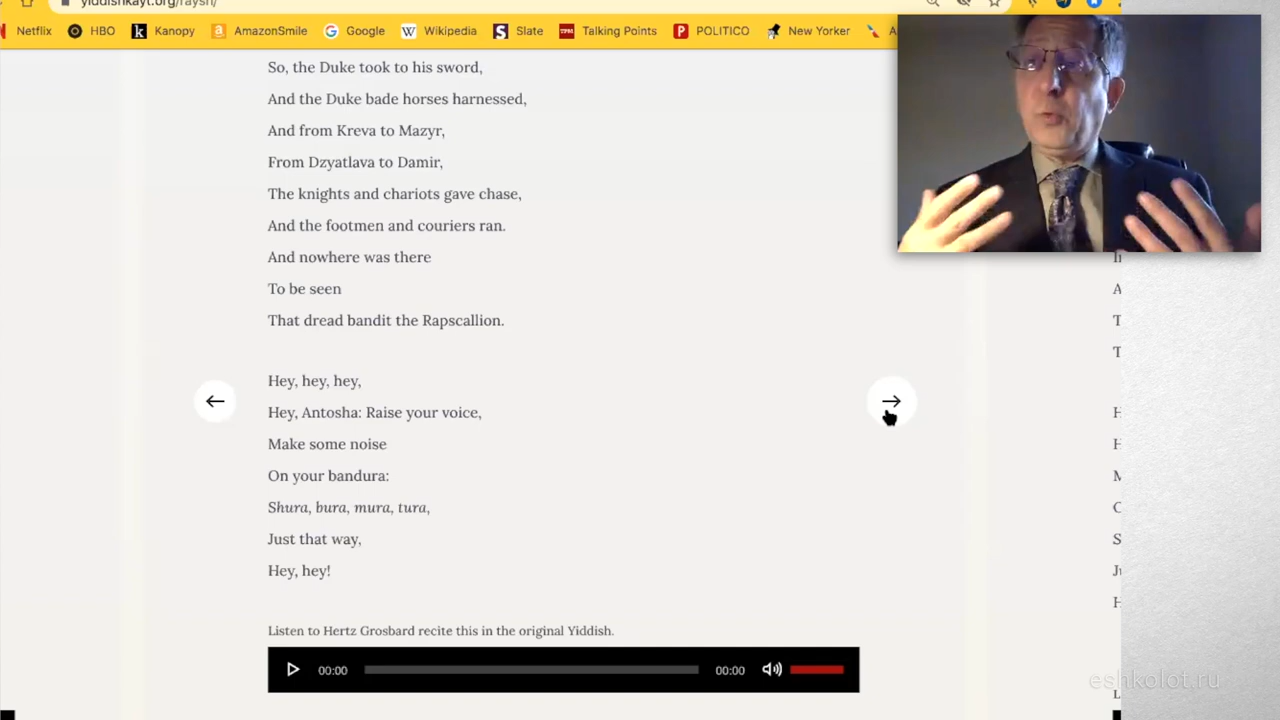 yiddishkayt.org/raysn/
Netflix HBO Kanopy AmazonSmile Google Wikipedia Slate TPM Talking Points POLITICO New Yorker
So, the Duke took to his sword,
And the Duke bade horses harnessed,
And from Kreva to Mazyr,
From Dzyatlava to Damir,
The knights and chariots gave chase,
And the footmen and couriers ran.
And nowhere was there
To be seen
That dread bandit the Rapscallion.
Hey, hey, hey,
Hey, Antosha: Raise your voice,
Make some noise
On your bandura:
Shura, bura, mura, tura,
Just that way,
Hey, hey!
Listen to Hertz Grosbard recite this in the original Yiddish.
00:00 00:00
eshkolot.ru